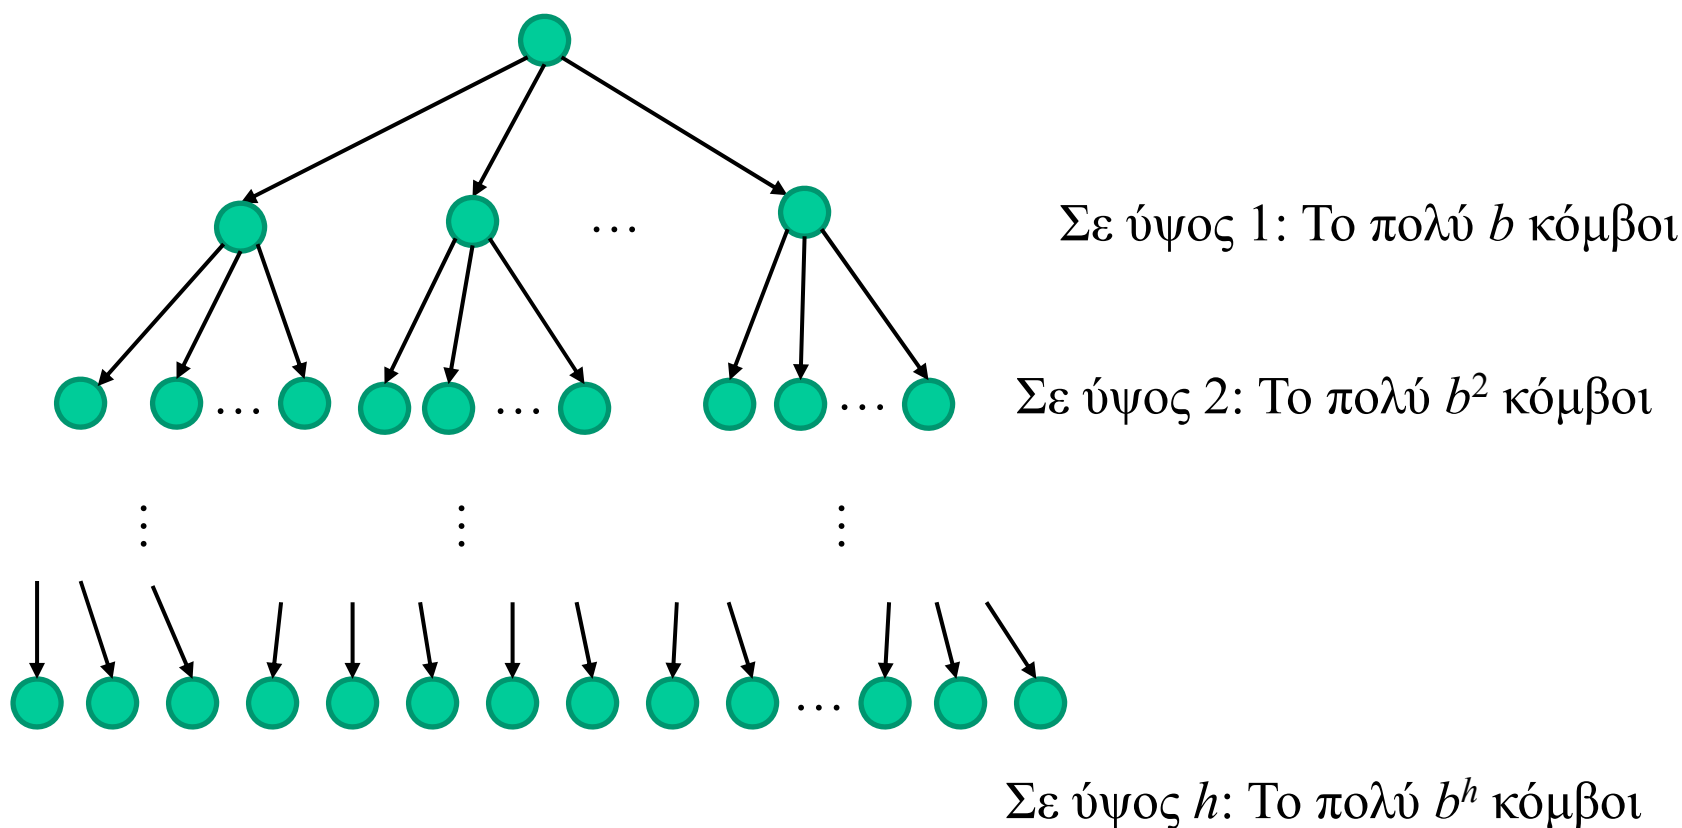 Σε ύψος 1: Το πολύ b κόμβοι
Σε ύψος 2: Το πολύ b² κόμβοι
Σε ύψος h: Το πολύ bʰ κόμβοι